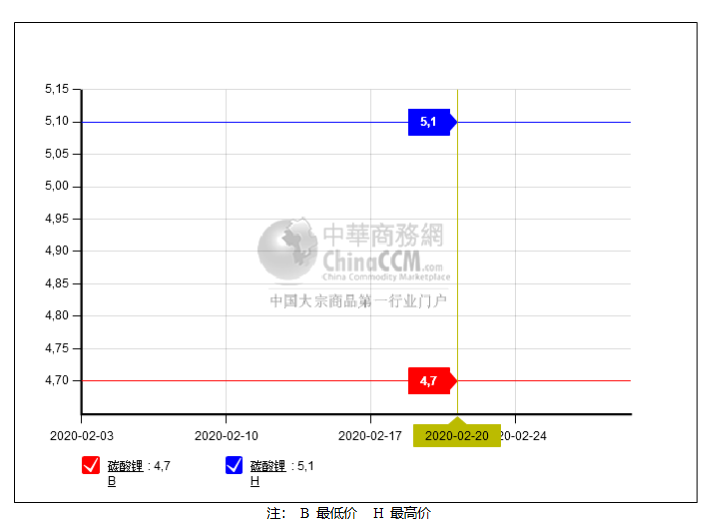 5,15
5,10
5,05
5,00
4,95
4,90
4,85
4,80
4,75
4,70
5,1
4,7
中華商務網
ChinaCCM.com
China Commodity Marketplace
中国大宗商品第一行业门户
2020-02-03
2020-02-10
2020-02-17
2020-02-20
20-02-24
碳酸锂 : 4,7
B
碳酸锂 : 5,1
H
注: B 最低价 H 最高价